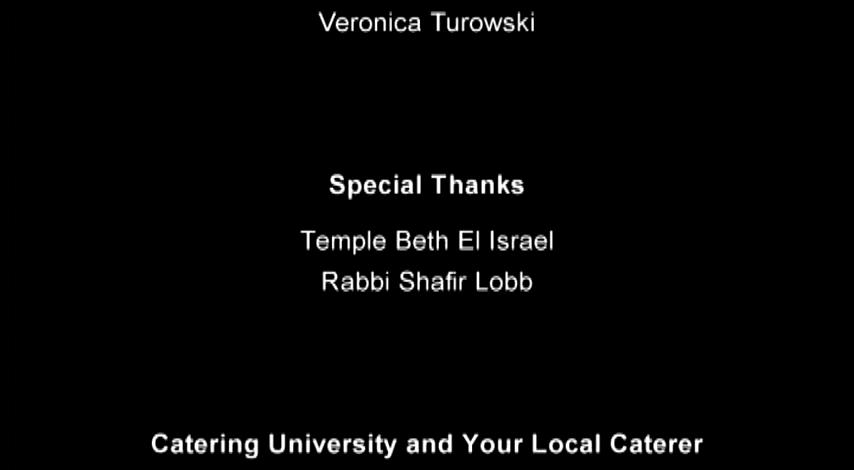 Veronica Turowski
Special Thanks
Temple Beth El Israel
Rabbi Shafir Lobb
Catering University and Your Local Caterer